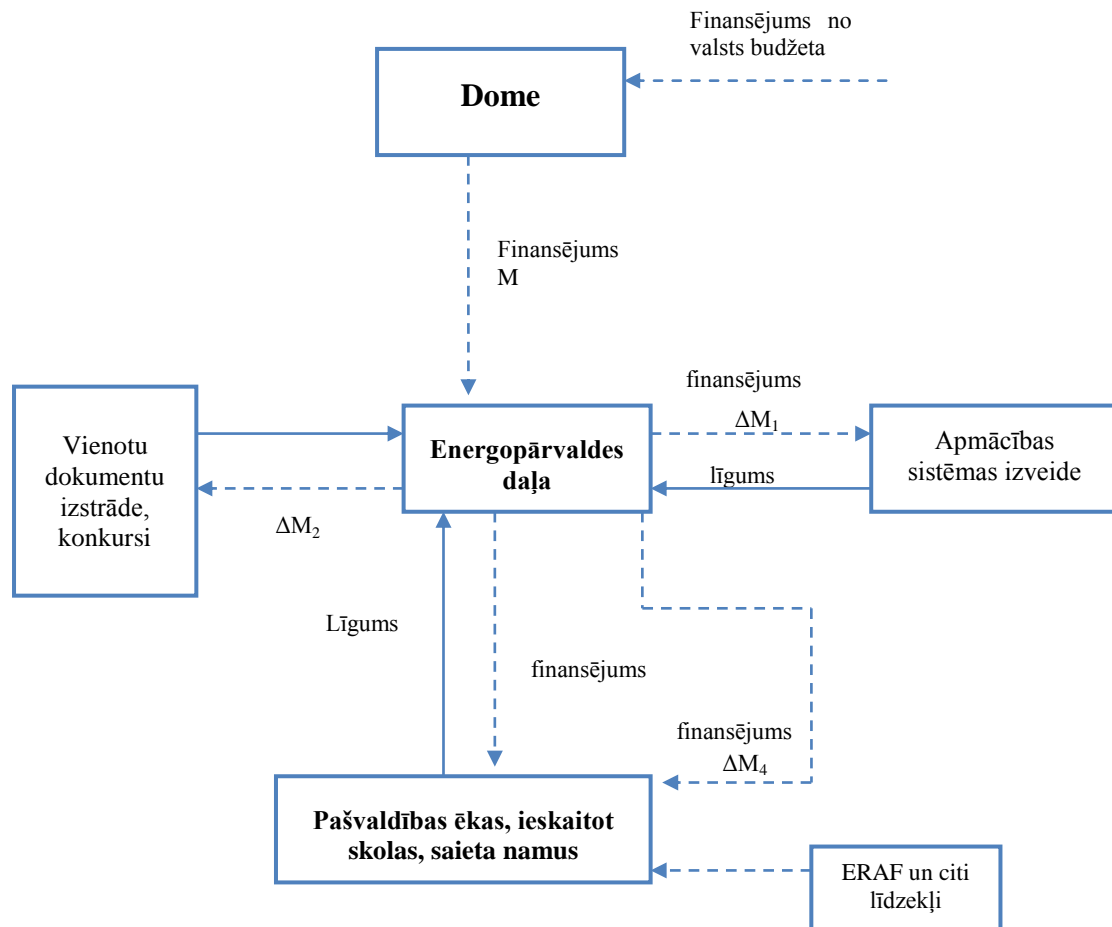 Finansējums no
valsts budžeta
Dome
Finansējums
M
finansējums
ΔM₁
līgums
Vienotu
dokumentu
izstrāde,
konkursi
Energopārvaldes
daļa
Apmācības
sistēmas izveide
ΔM₂
Līgums
finansējums
finansējums
ΔM₄
Pašvaldības ēkas, ieskaitot
skolas, saieta namus
ERAF un citi
līdzekļi